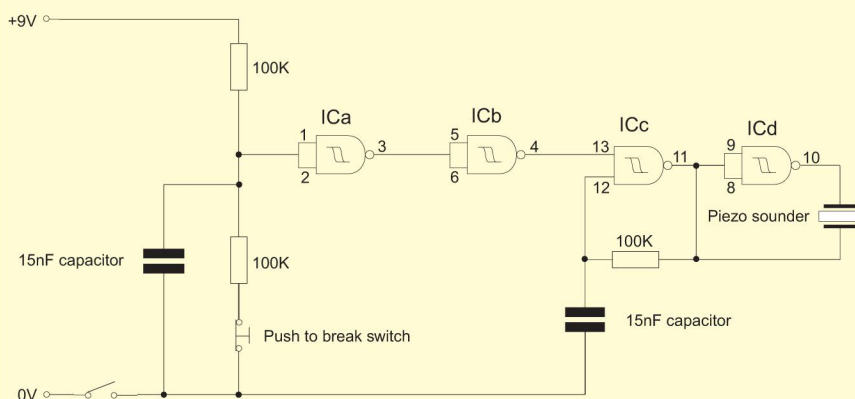 +9V
100K
ICa
ICb
ICc
ICd
1
2
3
5
6
4
13
12
11
9
8
10
Piezo sounder
15nF capacitor
100K
100K
15nF capacitor
Push to break switch
0V